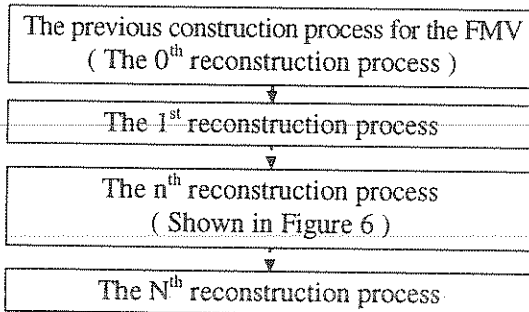 The previous construction process for the FMV
( The 0th reconstruction process )
The 1st reconstruction process
The nth reconstruction process
( Shown in Figure 6 )
The Nth reconstruction process